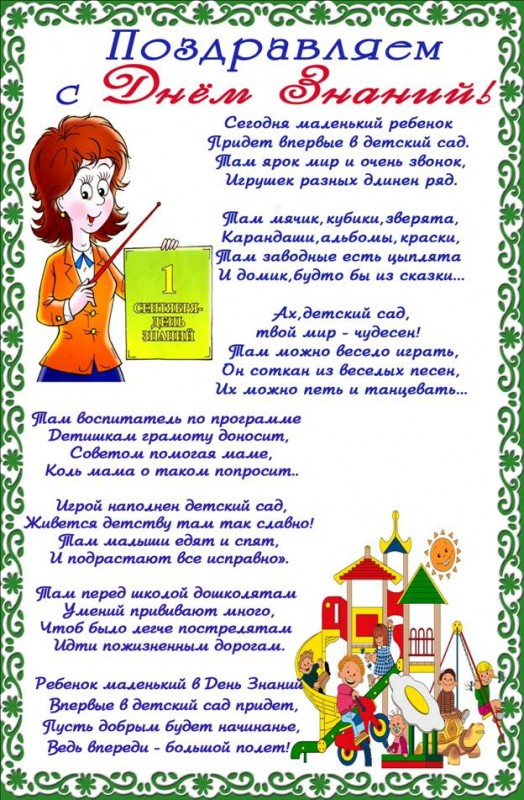 Поздравляем
с Днём Знаний!
Сегодня маленький ребенок
Придет впервые в детский сад.
Там ярок мир и очень звонок,
Игрушек разных длинен ряд.
Там мячик,кубики,зверята,
Карандаши,альбомы,краски,
Там заводные есть цыплята
И домик,будто бы из сказки...
1
СЕНТЯБРЯ-
ДЕНЬ
ЗНАНИЙ
Ах,детский сад,
твой мир - чудесен!
Там можно весело играть,
Он соткан из веселых песен,
Их можно петь и танцевать...
Там воспитатель по программе
Детишкам грамоту доносит,
Советом помогая маме,
Коль мама о таком попросит..
Игрой наполнен детский сад,
Живется детству там так славно!
Там малыши едят и спят,
И подрастают все исправно».
Там перед школой дошколятам
Умений прививают много,
Чтоб было легче пострелятам
Идти пожизненным дорогам.
Ребенок маленький в День Знаний
Впервые в детский сад придет,
Пусть добрым будет начинанье,
Ведь впереди - большой полет!